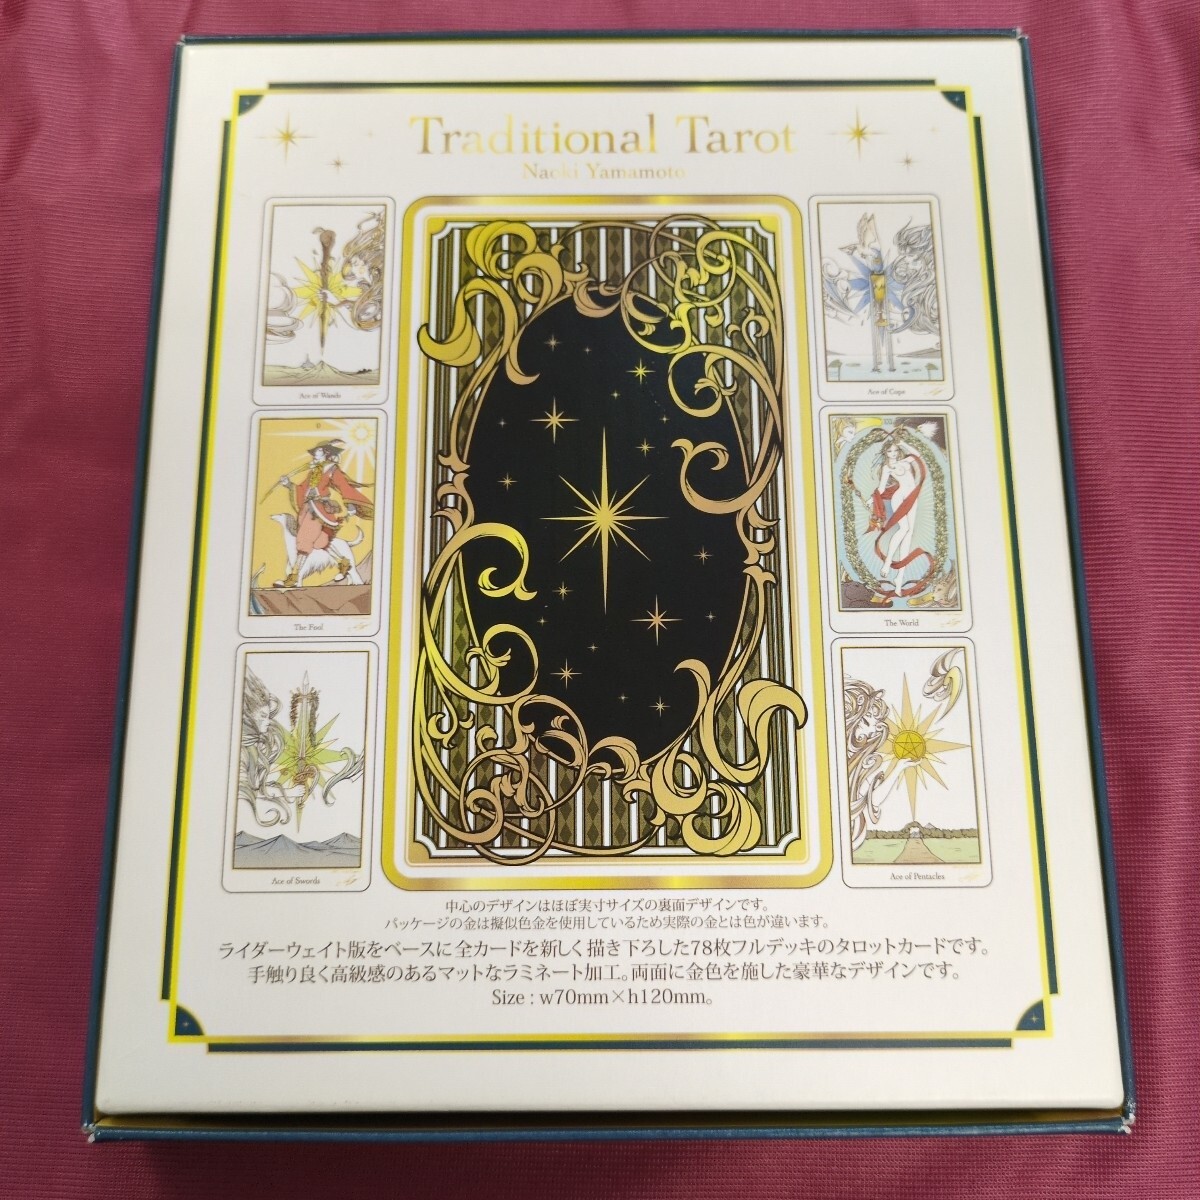 Traditional Tarot
Naoki Yamamoto
Ace of Wands
Ace of Cups
The Fool
The World
Ace of Swords
Ace of Pentacles
中心のデザインはほぼ実寸サイズの裏面デザインです。
パッケージの金は擬似色金を使用しているため実際の金とは色が違います。
ライダーウェイト版をベースに全カードを新しく描き下ろした78枚フルデッキのタロットカードです。
手触り良く高級感のあるマットなラミネート加工。両面に金色を施した豪華なデザインです。
Size : w70mm×h120mm。